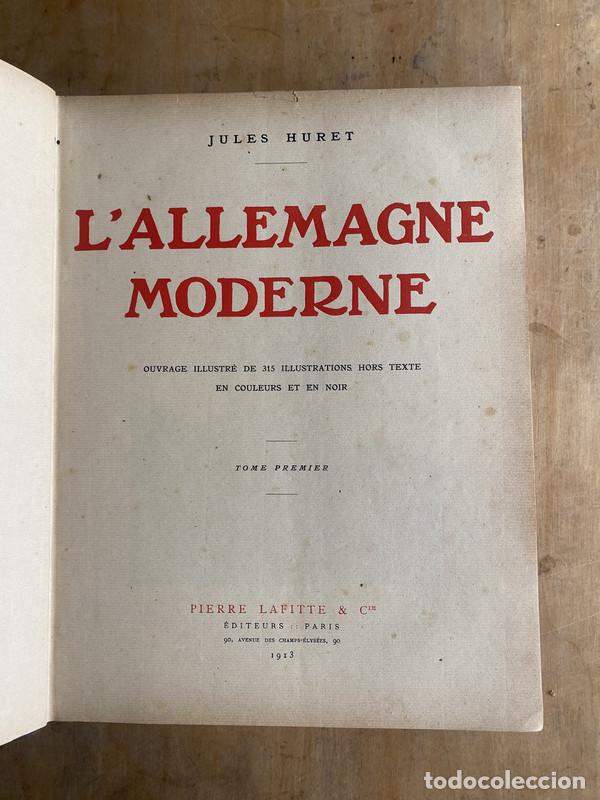 JULES HURET
L'ALLEMAGNE
MODERNE
OUVRAGE ILLUSTRÉ DE 315 ILLUSTRATIONS HORS TEXTE
EN COULEURS ET EN NOIR
TOME PREMIER
PIERRE LAFITTE & Cie
ÉDITEURS :: PARIS
90, AVENUE DES CHAMPS-ÉLYSÉES, 90
1913
todocoleccion